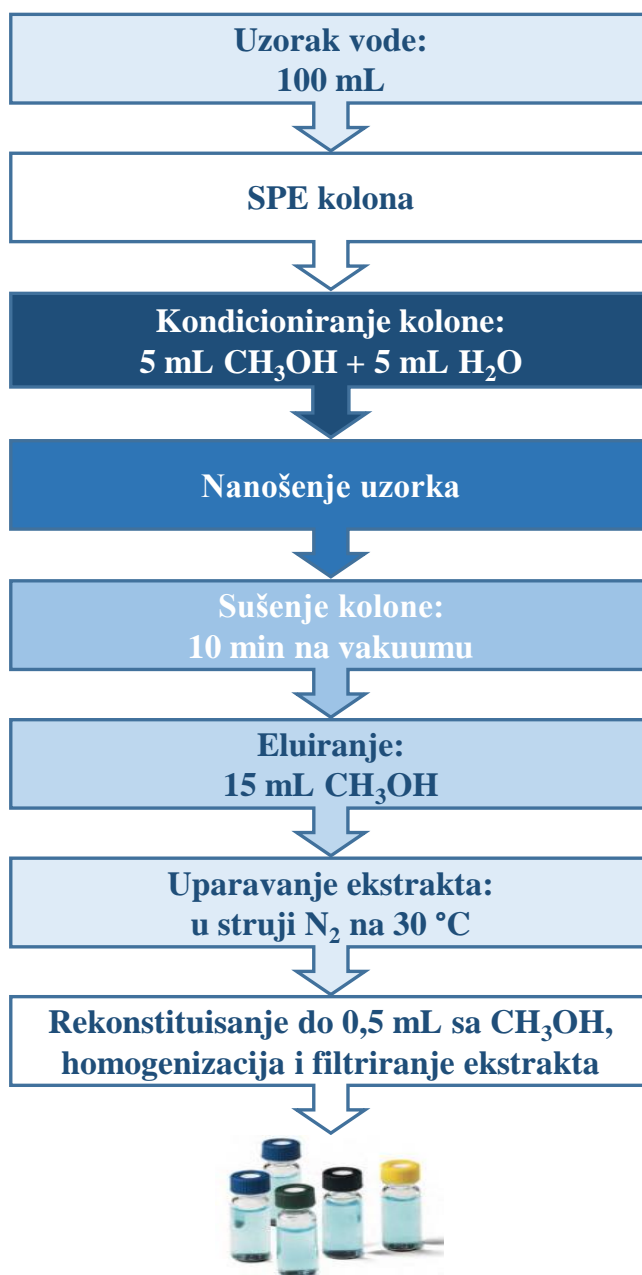 Uzorak vode:
100 mL
SPE kolona
Kondicioniranje kolone:
5 mL CH₃OH + 5 mL H₂O
Nanošenje uzorka
Sušenje kolone:
10 min na vakuumu
Eluiranje:
15 mL CH₃OH
Uparavanje ekstrakta:
u struji N₂ na 30 °C
Rekonstituisanje do 0,5 mL sa CH₃OH,
homogenizacija i filtriranje ekstrakta